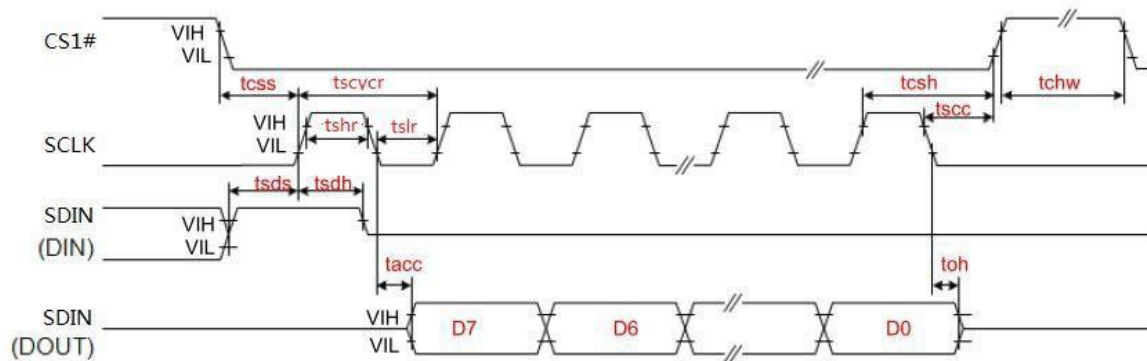 CS1#
VIH
VIL
tcss
tscycr
tcsh
tchw
tscc
SCLK
VIH
VIL
tshr
tslr
tsds
tsdh
SDIN
(DIN)
VIH
VIL
tacc
toh
SDIN
(DOUT)
VIH
VIL
D7
D6
D0